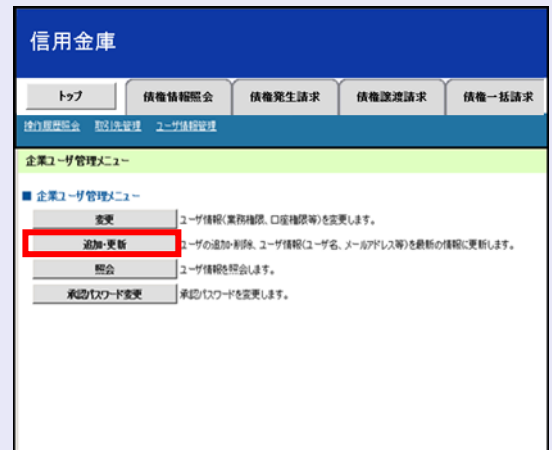 信用金庫
トップ 債権情報照会 債権発生請求 債権譲渡請求 債権一括請求
操作履歴照会 取引先管理 ユーザ情報管理
企業ユーザ管理メニュー
■ 企業ユーザ管理メニュー
変更 ユーザ情報(業務権限、口座権限等)を変更します。
追加・更新 ユーザの追加・削除、ユーザ情報(ユーザ名、メールアドレス等)を最新の情報に更新します。
照会 ユーザ情報を照会します。
承認パスワード変更 承認パスワードを変更します。